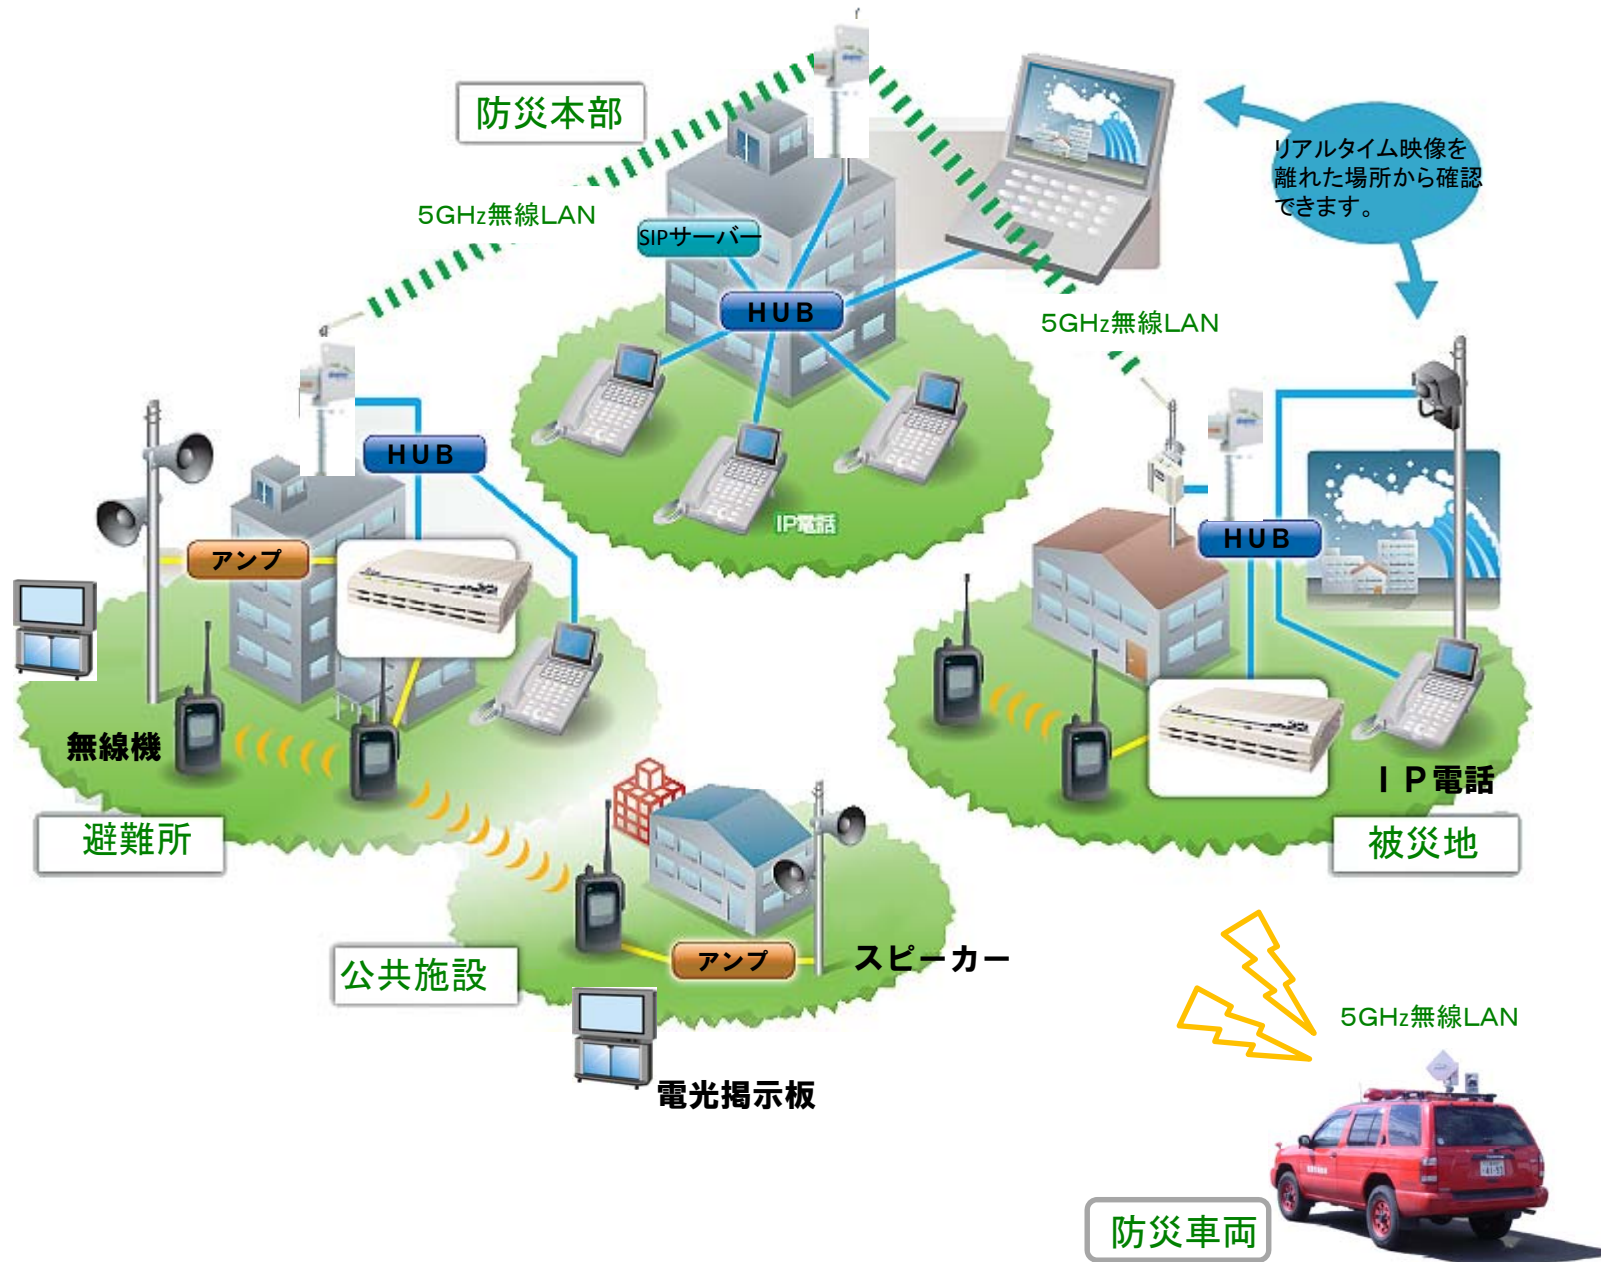 防災本部
リアルタイム映像を
離れた場所から確認
できます。
5GHz無線LAN
SIPサーバー
HUB
5GHz無線LAN
HUB
IP電話
HUB
アンプ
無線機
IP電話
避難所
被災地
アンプ
スピーカー
公共施設
5GHz無線LAN
電光掲示板
防災車両